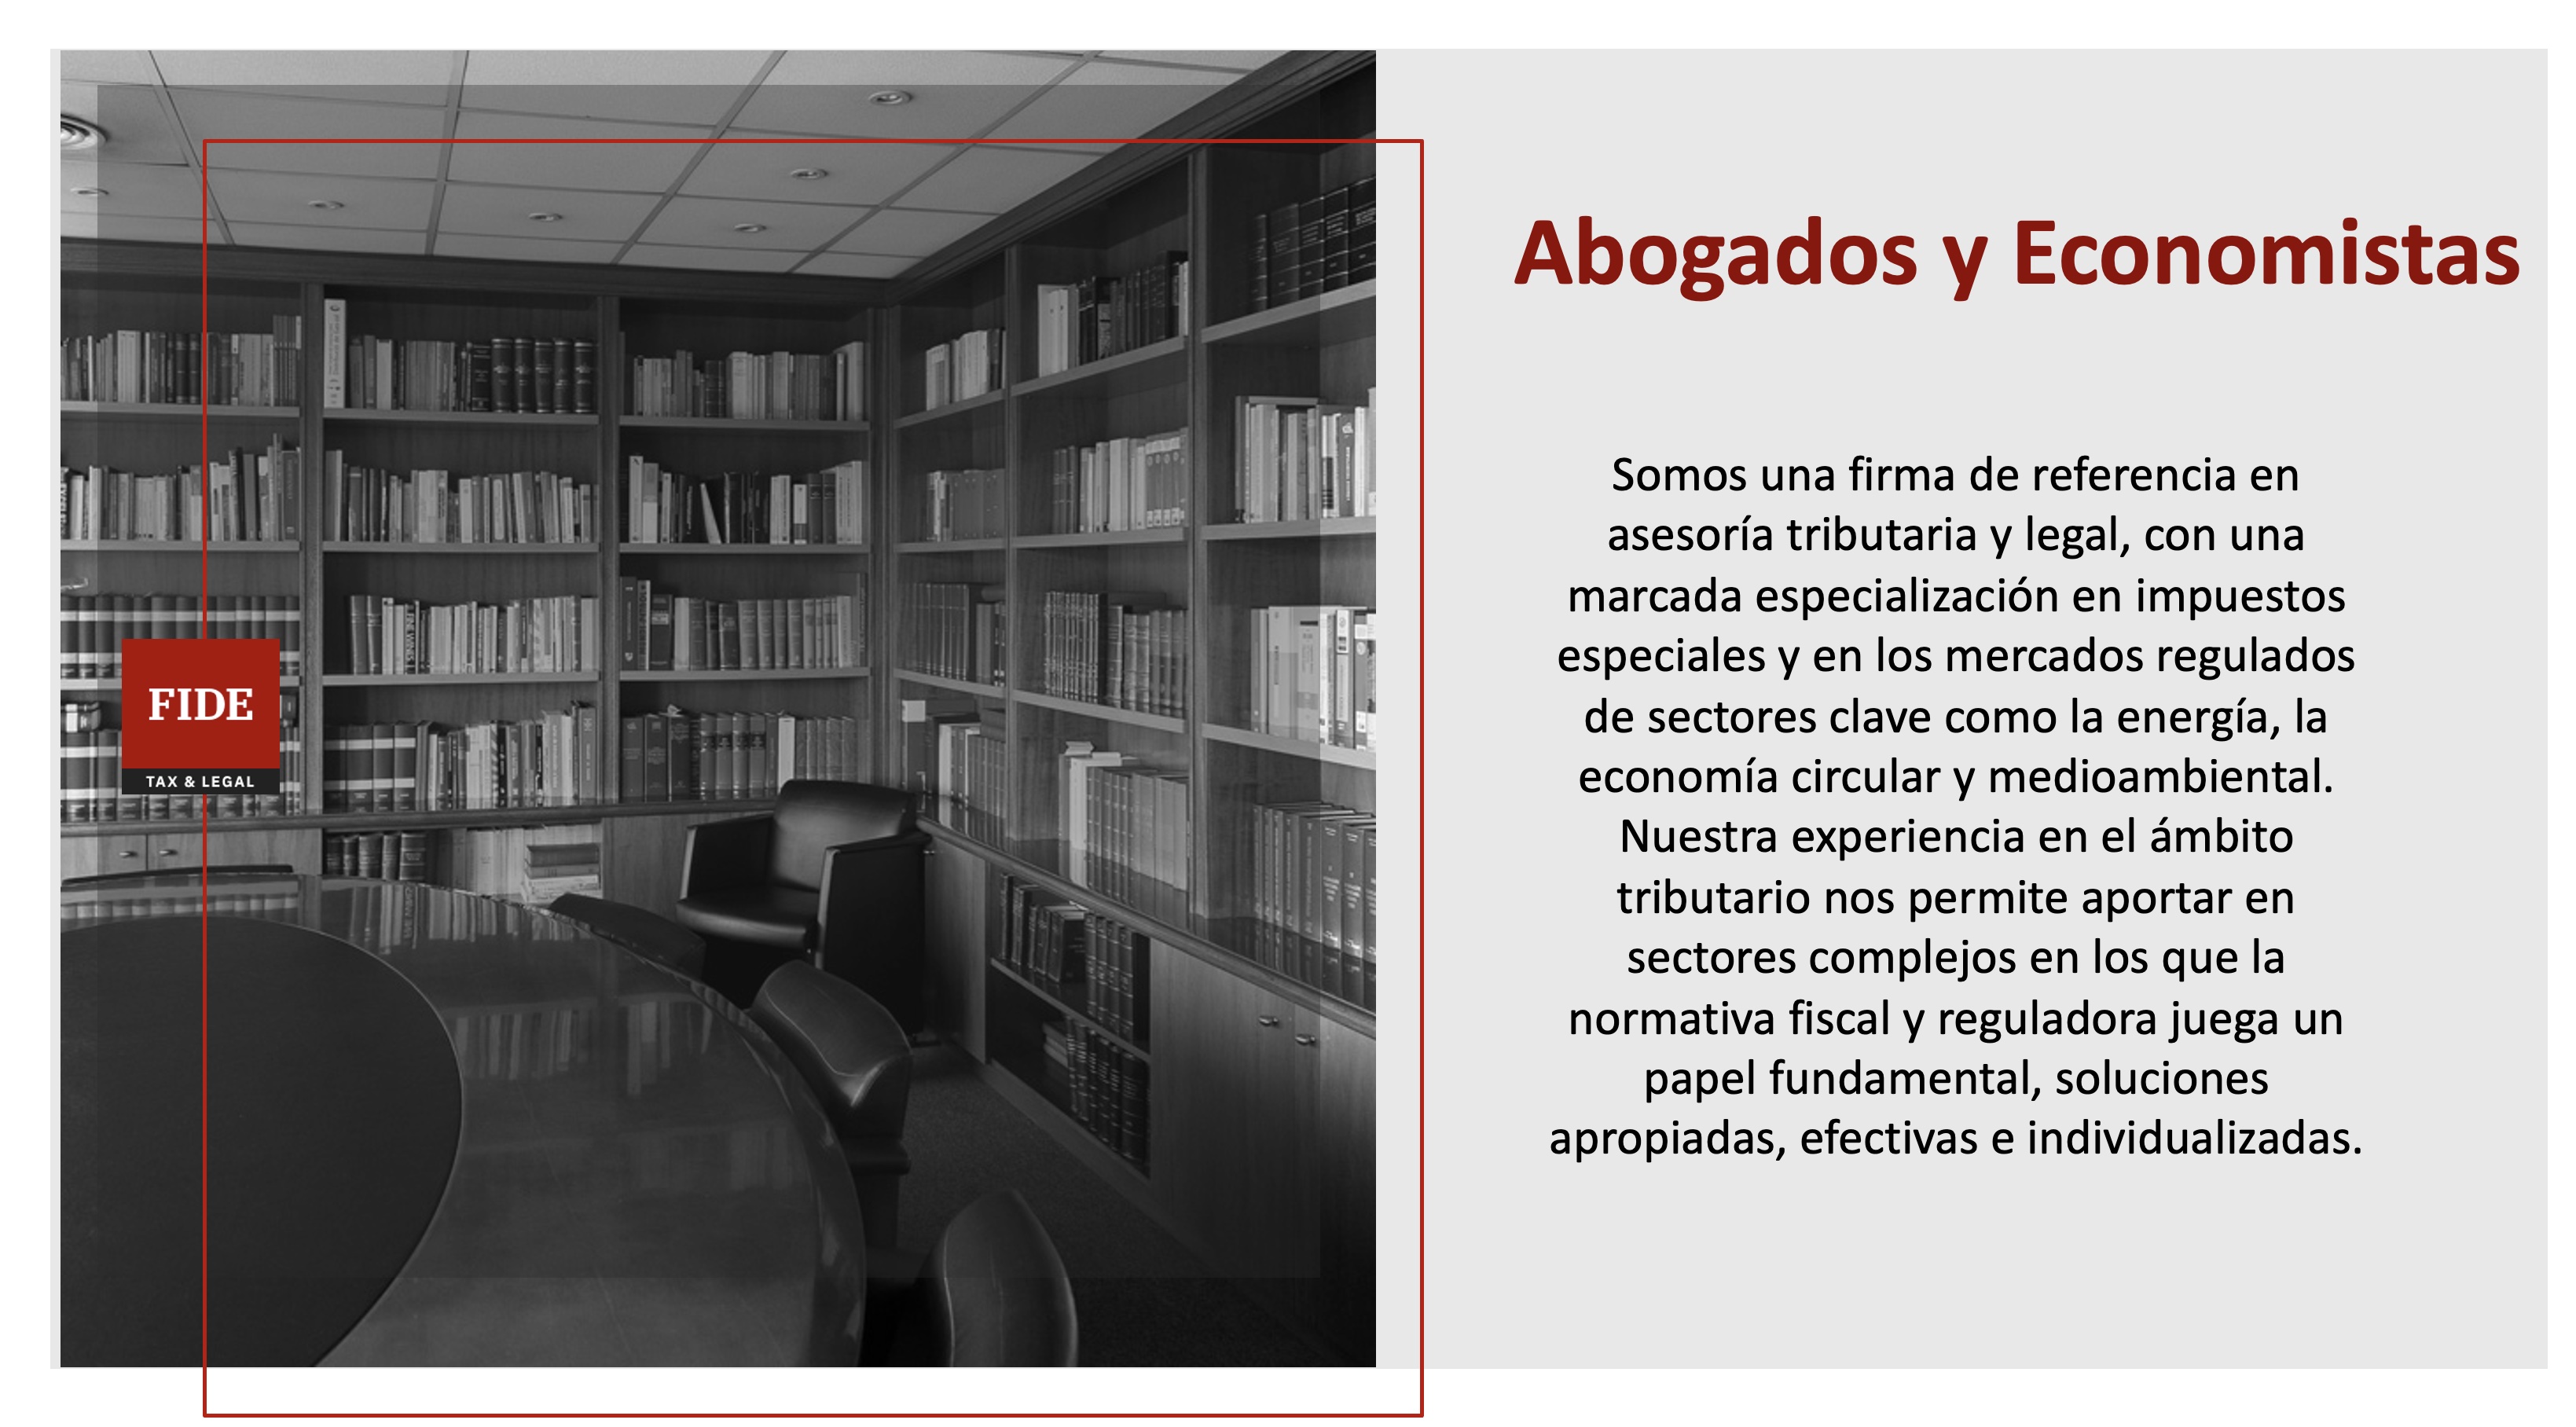 Abogados y Economistas
Somos una firma de referencia en
asesoría tributaria y legal, con una
marcada especialización en impuestos
especiales y en los mercados regulados
de sectores clave como la energía, la
economía circular y medioambiental.
Nuestra experiencia en el ámbito
tributario nos permite aportar en
sectores complejos en los que la
normativa fiscal y reguladora juega un
papel fundamental, soluciones
apropiadas, efectivas e individualizadas.
FIDE
TAX & LEGAL